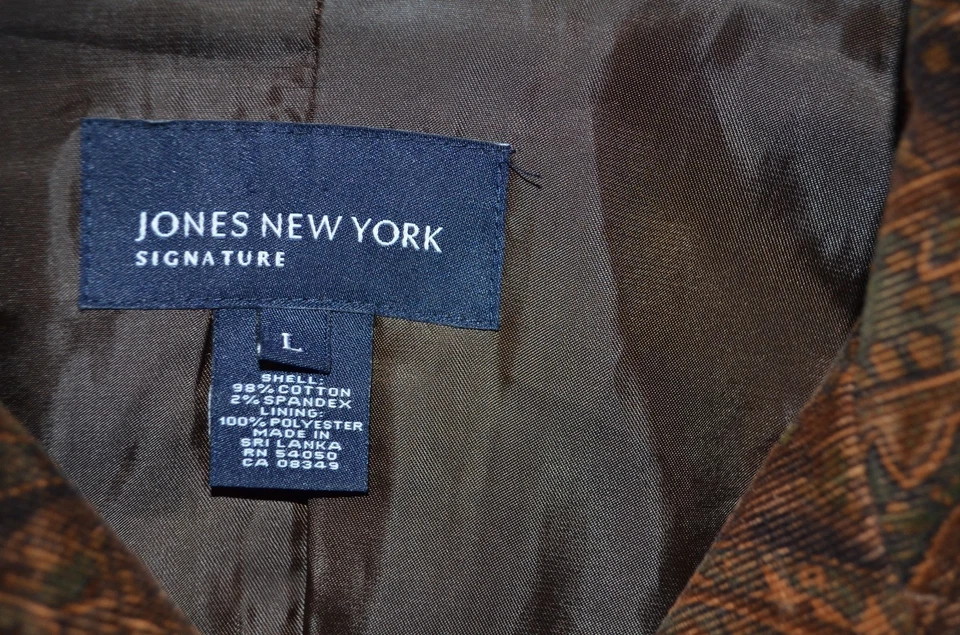 JONES NEW YORK
SIGNATURE
L
SHELL:
98% COTTON
2% SPANDEX
LINING:
100% POLYESTER
MADE IN
SRI LANKA
RN 54050
CA 08349